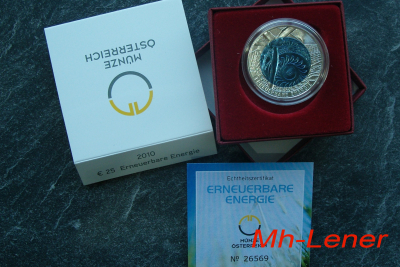 MÜNZE
ÖSTERREICH
2010
€ 25 Erneuerbare Energie
Echtheitszertifikat
ERNEUERBARE
ENERGIE
MÜNZE
ÖSTERREICH
№ 26569
Mh-Lener